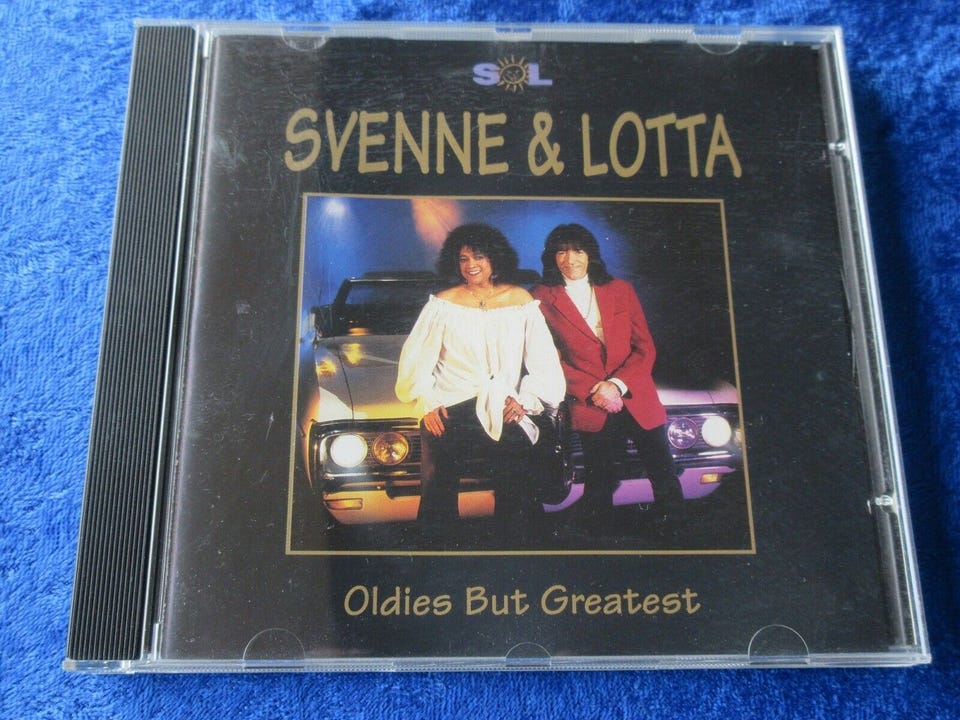 SOL
SVENNE & LOTTA
Oldies But Greatest